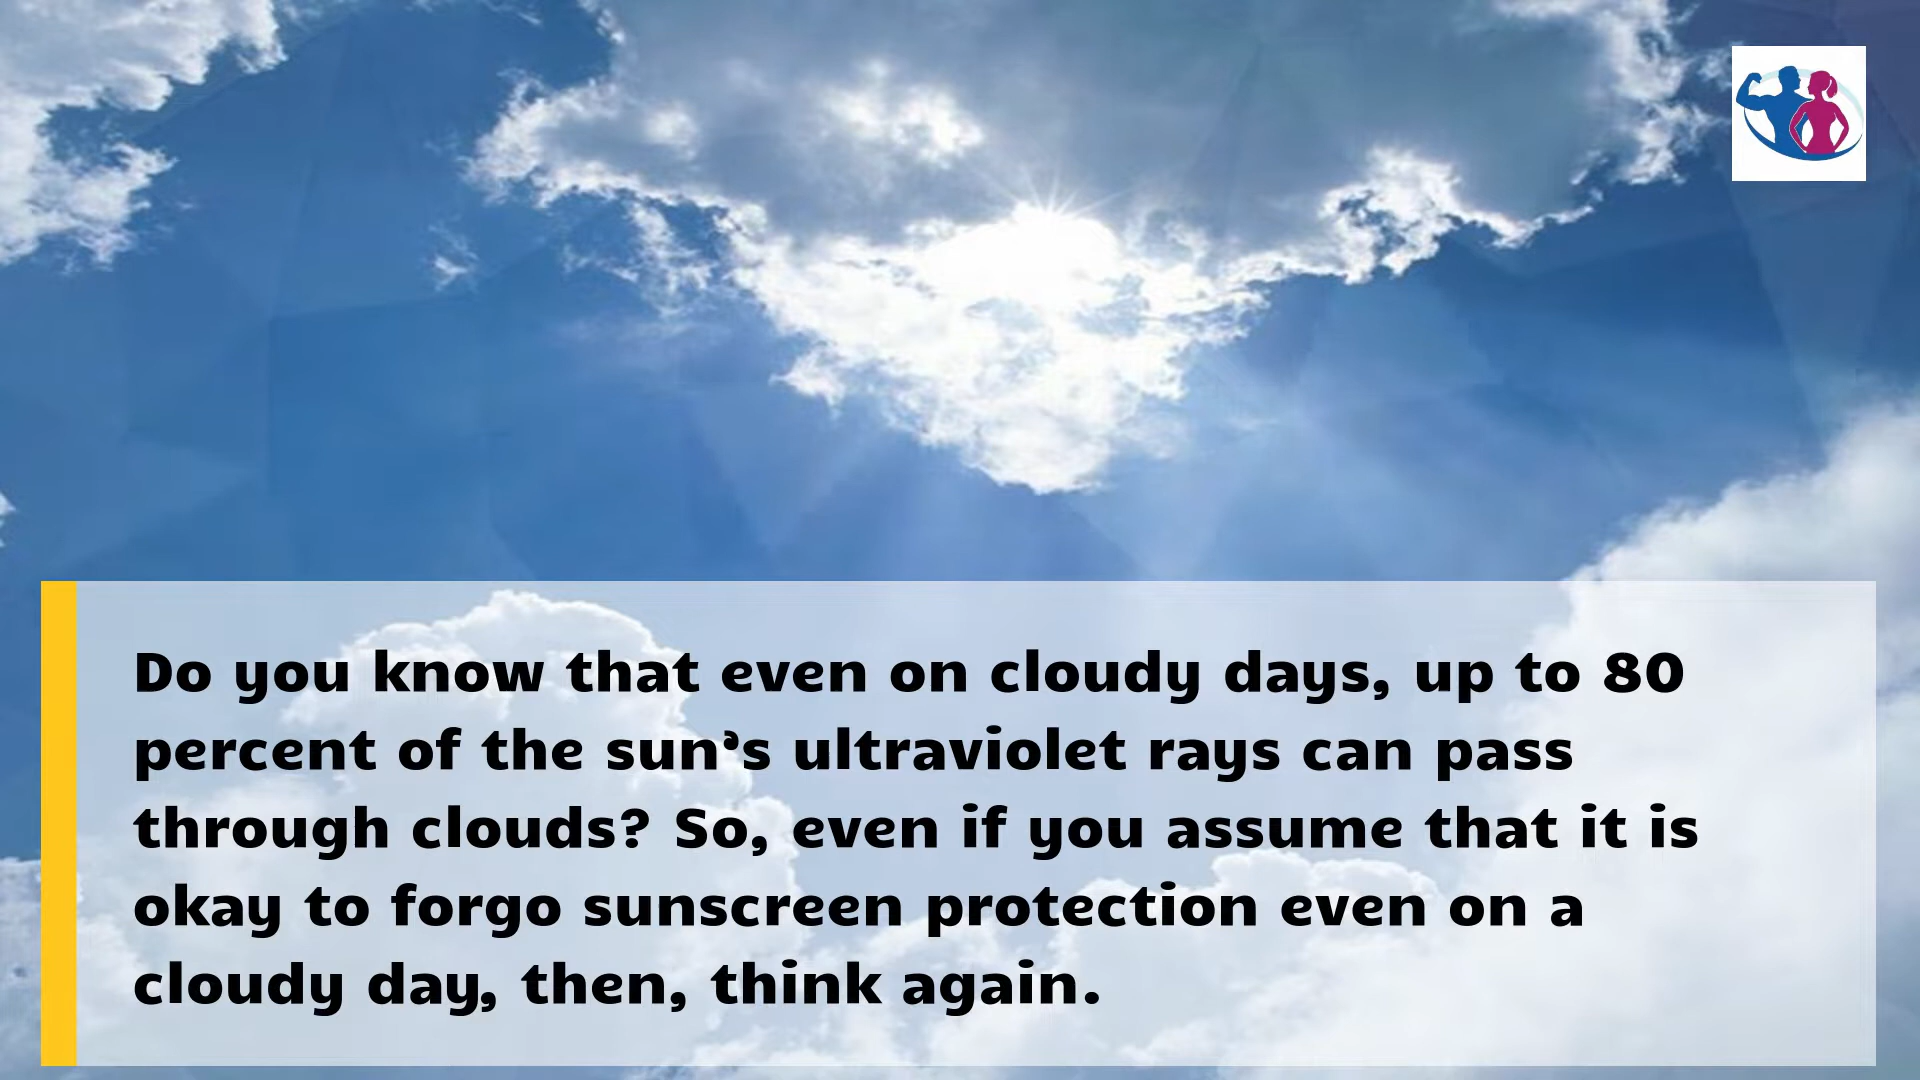 Do you know that even on cloudy days, up to 80
percent of the sun’s ultraviolet rays can pass
through clouds? So, even if you assume that it is
okay to forgo sunscreen protection even on a
cloudy day, then, think again.